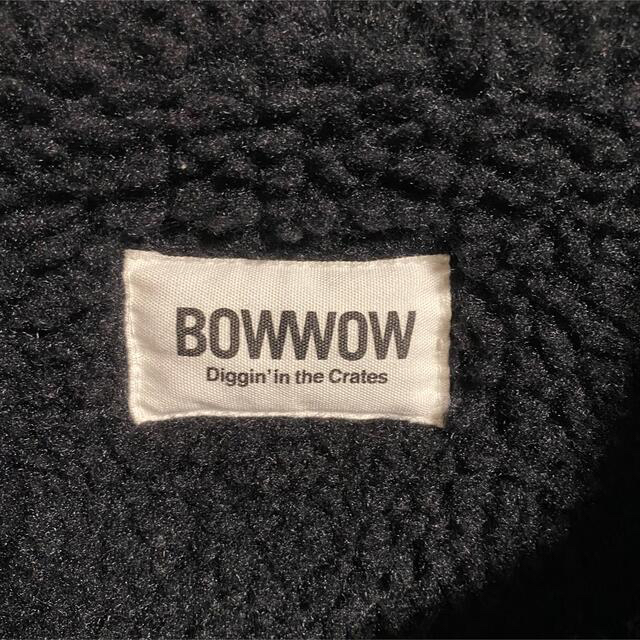 BOWWOW
Diggin' in the Crates